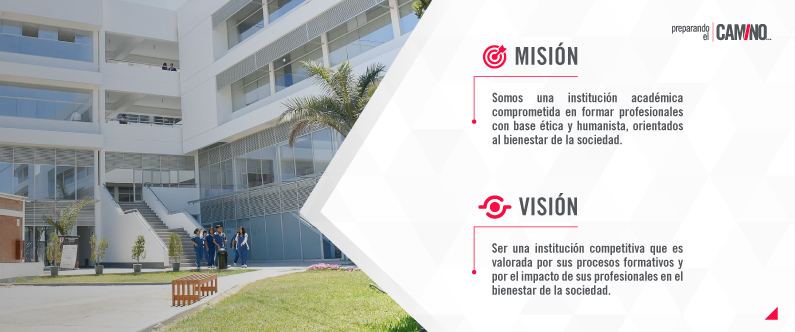 preparando
el CAMINO...
MISIÓN
Somos una institución académica
comprometida en formar profesionales
con base ética y humanista, orientados
al bienestar de la sociedad.
VISIÓN
Ser una institución competitiva que es
valorada por sus procesos formativos y
por el impacto de sus profesionales en el
bienestar de la sociedad.